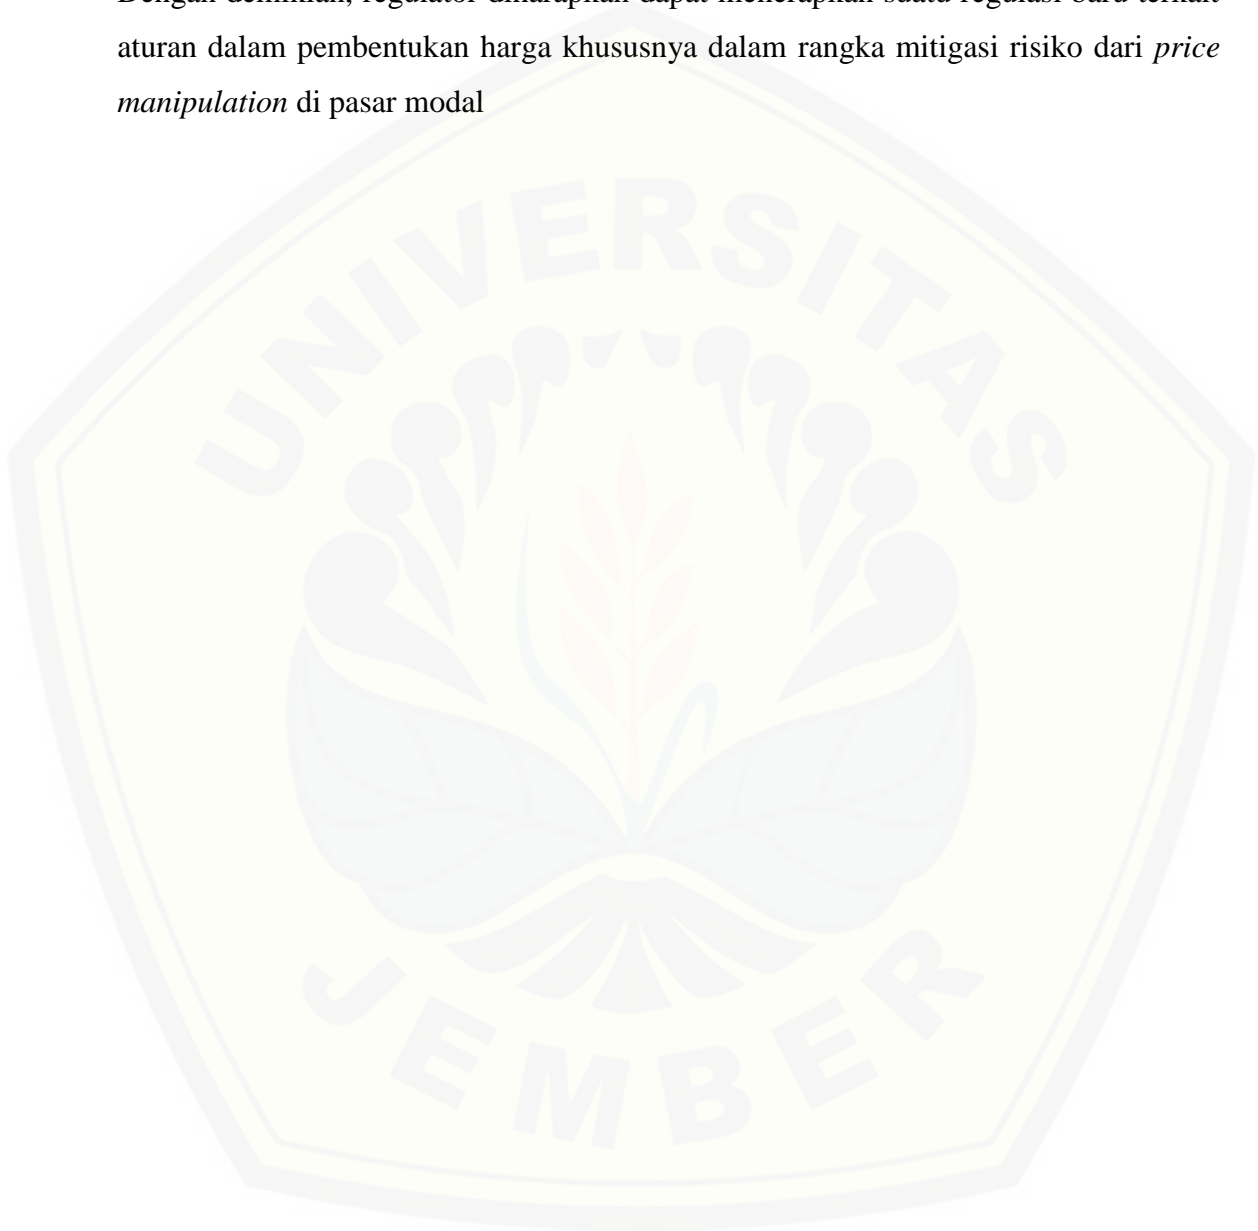 Dengan demikian, regulator diharapkan dapat menerapkan suatu regulasi baru terkait
aturan dalam pembentukan harga khususnya dalam rangka mitigasi risiko dari price
manipulation di pasar modal
UNIVERSITAS
JEMBER